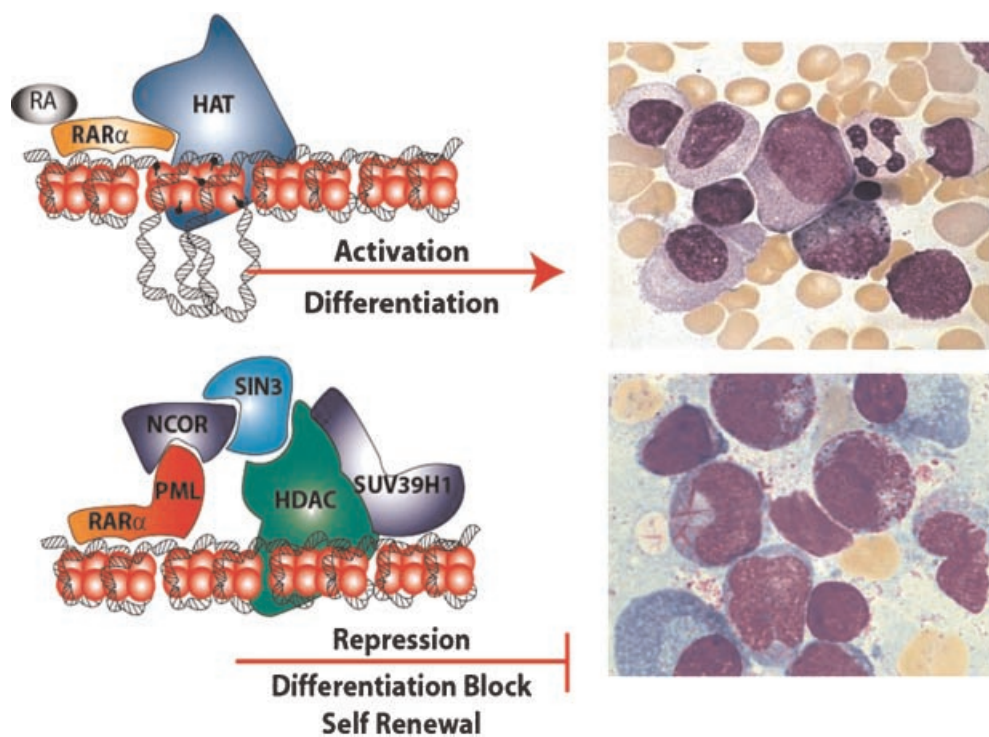 RA
RARα
HAT
Activation
Differentiation
SIN3
NCOR
PML
RARα
HDAC
SUV39H1
Repression
Differentiation Block
Self Renewal